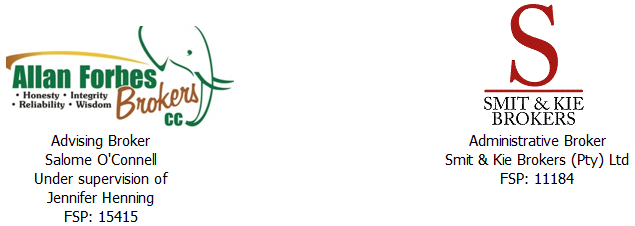 Allan Forbes
• Honesty • Integrity
• Reliability • Wisdom
Brokers
CC
Advising Broker
Salome O'Connell
Under supervision of
Jennifer Henning
FSP: 15415
S
SMIT & KIE
BROKERS
Administrative Broker
Smit & Kie Brokers (Pty) Ltd
FSP: 11184